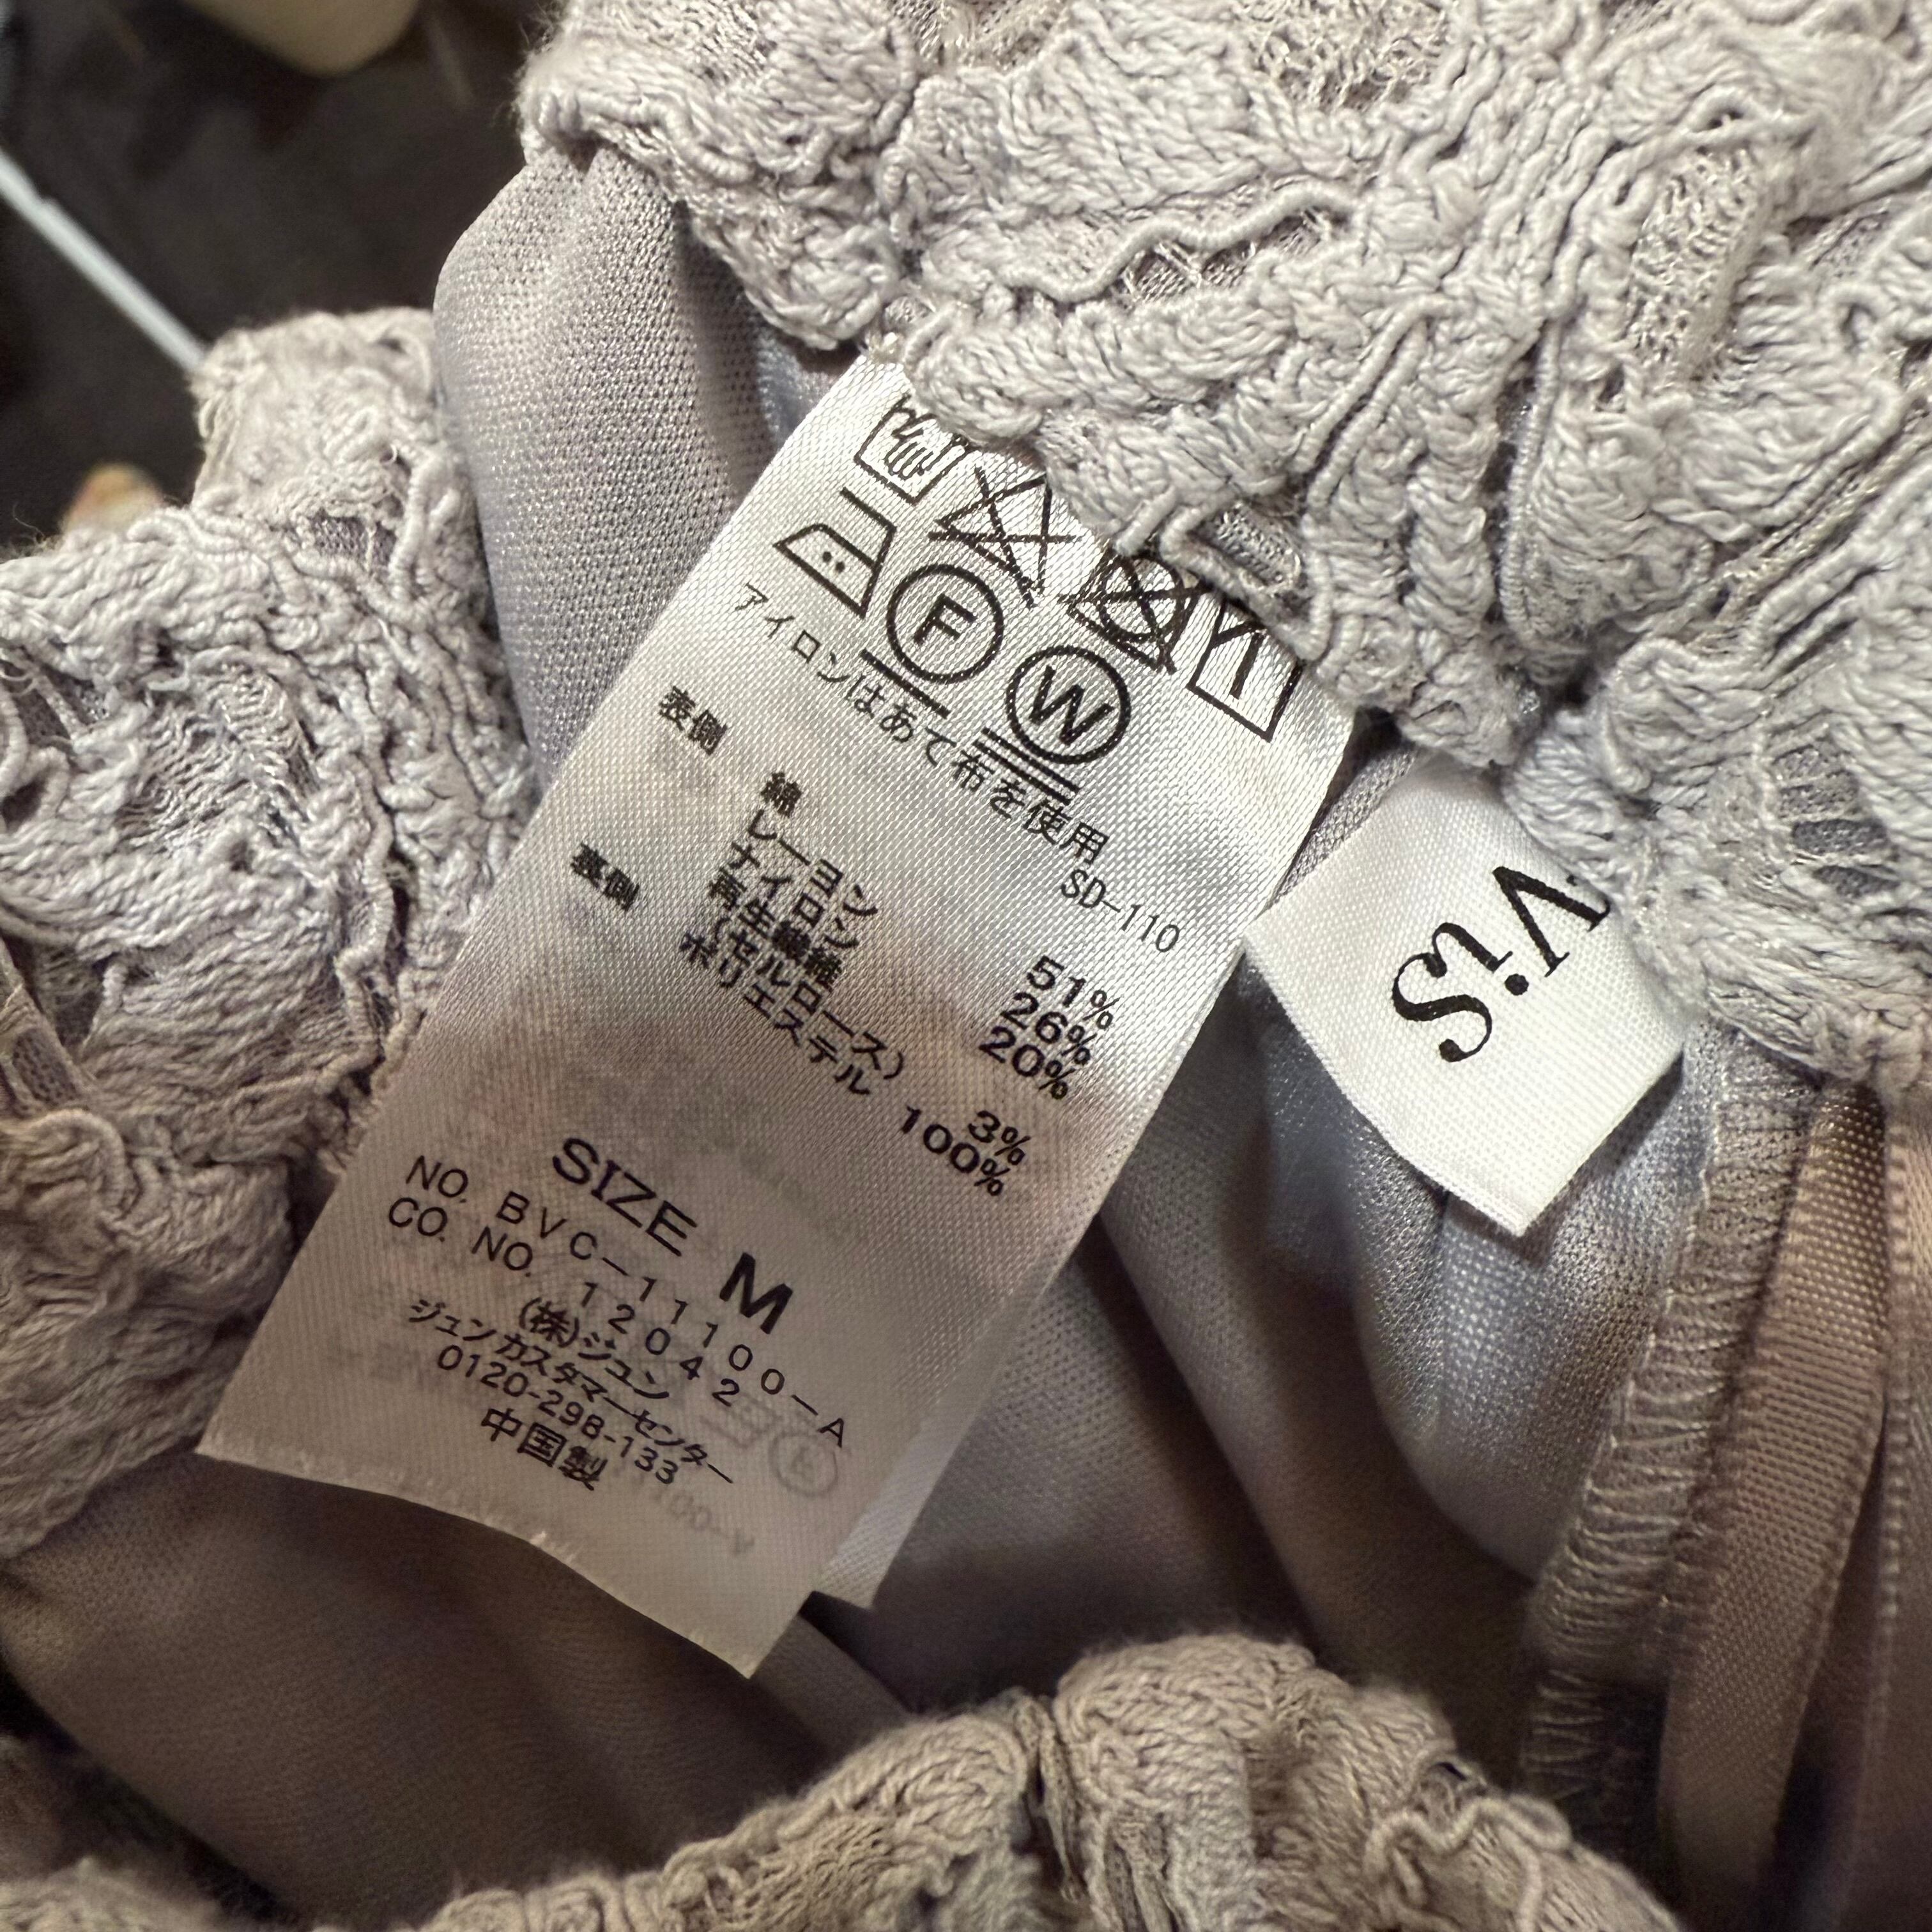 F
W
アイロンはあて布を使用
SD-110
表側
綿 51%
レーヨン 26%
ナイロン 20%
再生繊維
(セルロース) 3%
裏側 ポリエステル 100%
SIZE M
NO. BVC-11100-A
CO. NO. 12042
(株)ジュン
ジュン カスタマーセンター
0120-298-133
中国製
ViS